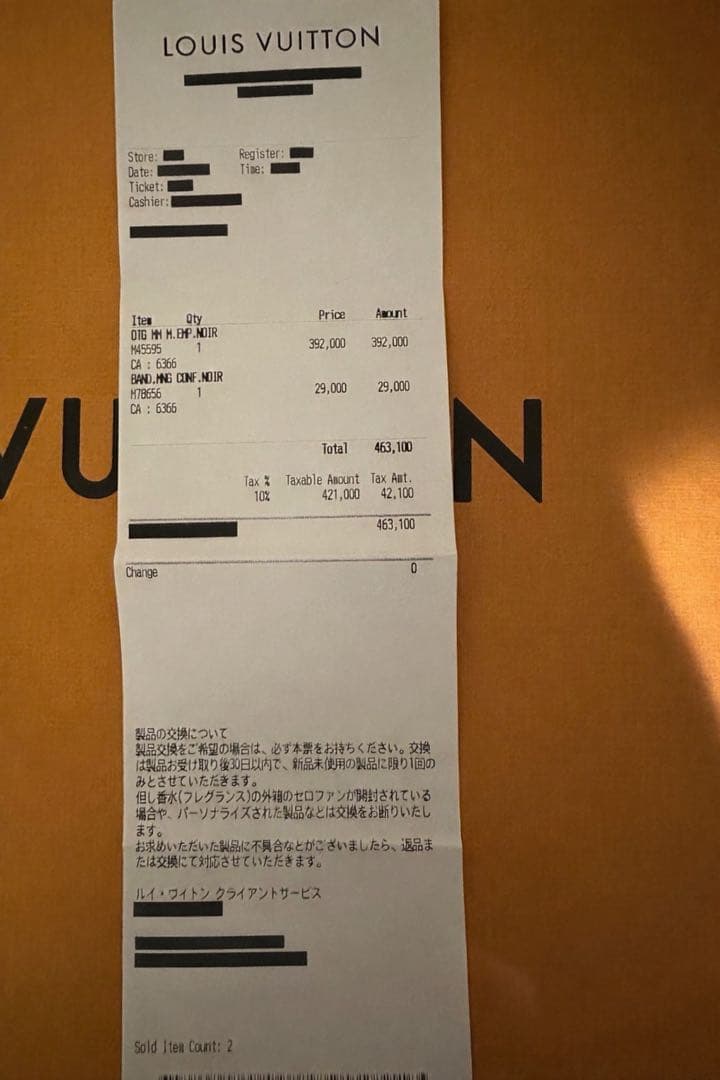 LOUIS VUITTON
Store: Register:
Date: Time:
Ticket:
Cashier:
Item Qty Price Amount
OTG MM M.EMP.NOIR
M45595 1 392,000 392,000
CA : 6366
BAND.MNG CONF.NOIR
M78656 1 29,000 29,000
CA : 6366
Total 463,100
Tax % Taxable Amount Tax Amt.
10% 421,000 42,100
463,100
Change 0
製品の交換について
製品交換をご希望の場合は、必ず本票をお持ちください。交換
は製品お受け取り後30日以内で、新品未使用の製品に限り1回の
みとさせていただきます。
但し香水(フレグランス)の外箱のセロファンが開封されている
場合や、パーソナライズされた製品などは交換をお断りいたし
ます。
お求めいただいた製品に不具合などがございましたら、返品ま
たは交換にて対応させていただきます。
ルイ・ヴィトン クライアントサービス
Sold Item Count: 2
VU
N